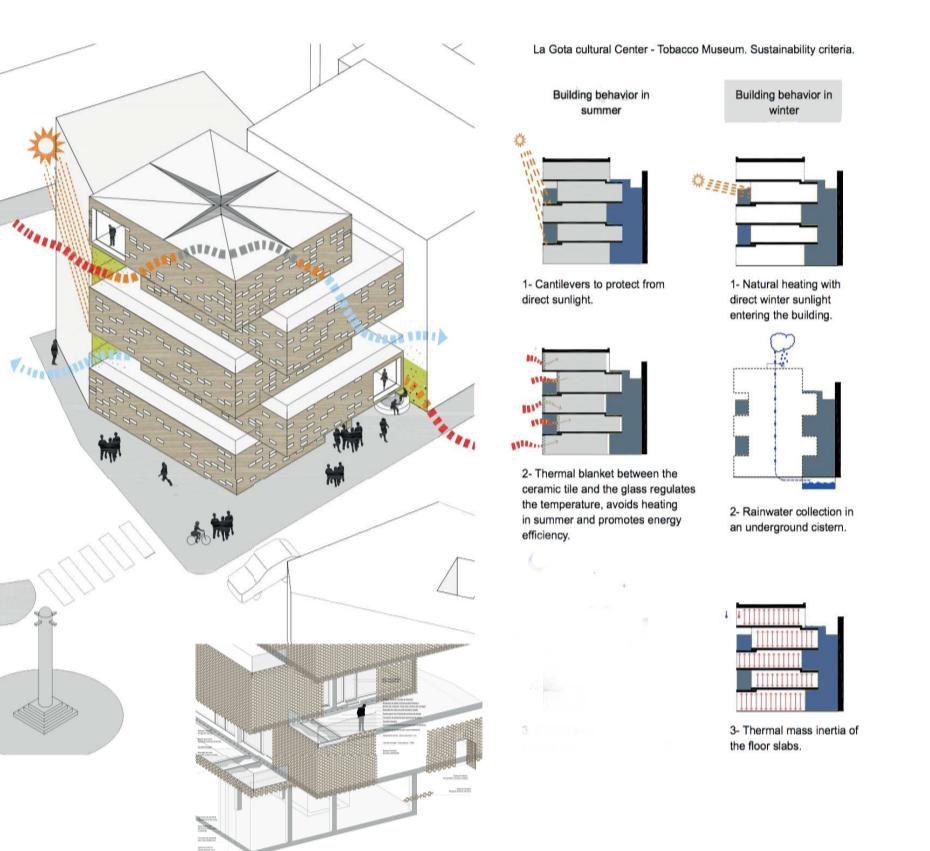 La Gota cultural Center - Tobacco Museum. Sustainability criteria.
Building behavior in
summer
Building behavior in
winter
1- Cantilevers to protect from
direct sunlight.
1- Natural heating with
direct winter sunlight
entering the building.
2- Thermal blanket between the
ceramic tile and the glass regulates
the temperature, avoids heating
in summer and promotes energy
efficiency.
2- Rainwater collection in
an underground cistern.
3
3- Thermal mass inertia of
the floor slabs.